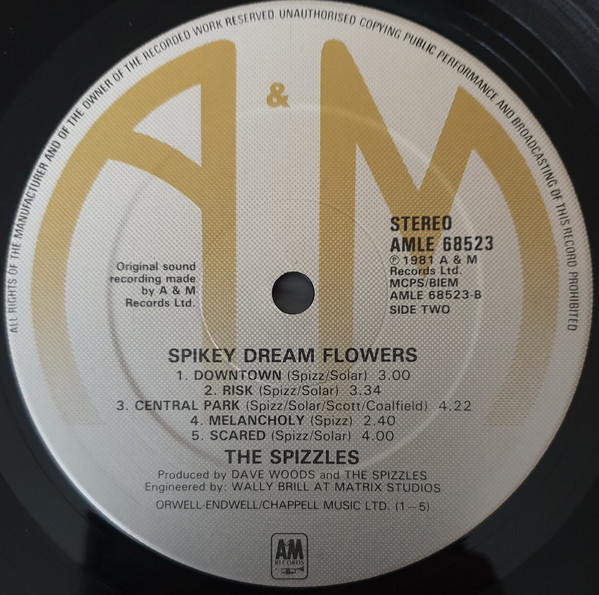 ALL RIGHTS OF THE MANUFACTURER AND OF THE OWNER OF THE RECORDED WORK RESERVED. UNAUTHORISED COPYING PUBLIC PERFORMANCE AND BROADCASTING OF THIS RECORD PROHIBITED
A & M
STEREO
AMLE 68523
℗ 1981 A & M
Records Ltd.
MCPS/BIEM
AMLE 68523-B
SIDE TWO
Original sound
recording made
by A & M
Records Ltd.
SPIKEY DREAM FLOWERS
1. DOWNTOWN (Spizz/Solar) 3.00
2. RISK (Spizz/Solar) 3.34
3. CENTRAL PARK (Spizz/Solar/Scott/Coalfield) 4.22
4. MELANCHOLY (Spizz) 2.40
5. SCARED (Spizz/Solar) 4.00
THE SPIZZLES
Produced by DAVE WOODS and THE SPIZZLES
Engineered by: WALLY BRILL AT MATRIX STUDIOS
ORWELL-ENDWELL/CHAPPELL MUSIC LTD. (1–5)
AM
RECORDS